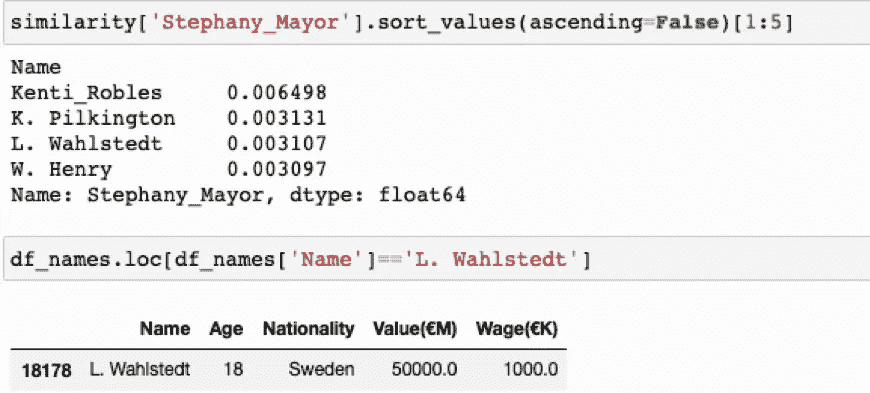 similarity['Stephany_Mayor'].sort_values(ascending=False)[1:5]
Name
Kenti_Robles 0.006498
K. Pilkington 0.003131
L. Wahlstedt 0.003107
W. Henry 0.003097
Name: Stephany_Mayor, dtype: float64
df_names.loc[df_names['Name']=='L. Wahlstedt']
Name Age Nationality Value(€M) Wage(€K)
18178 L. Wahlstedt 18 Sweden 50000.0 1000.0